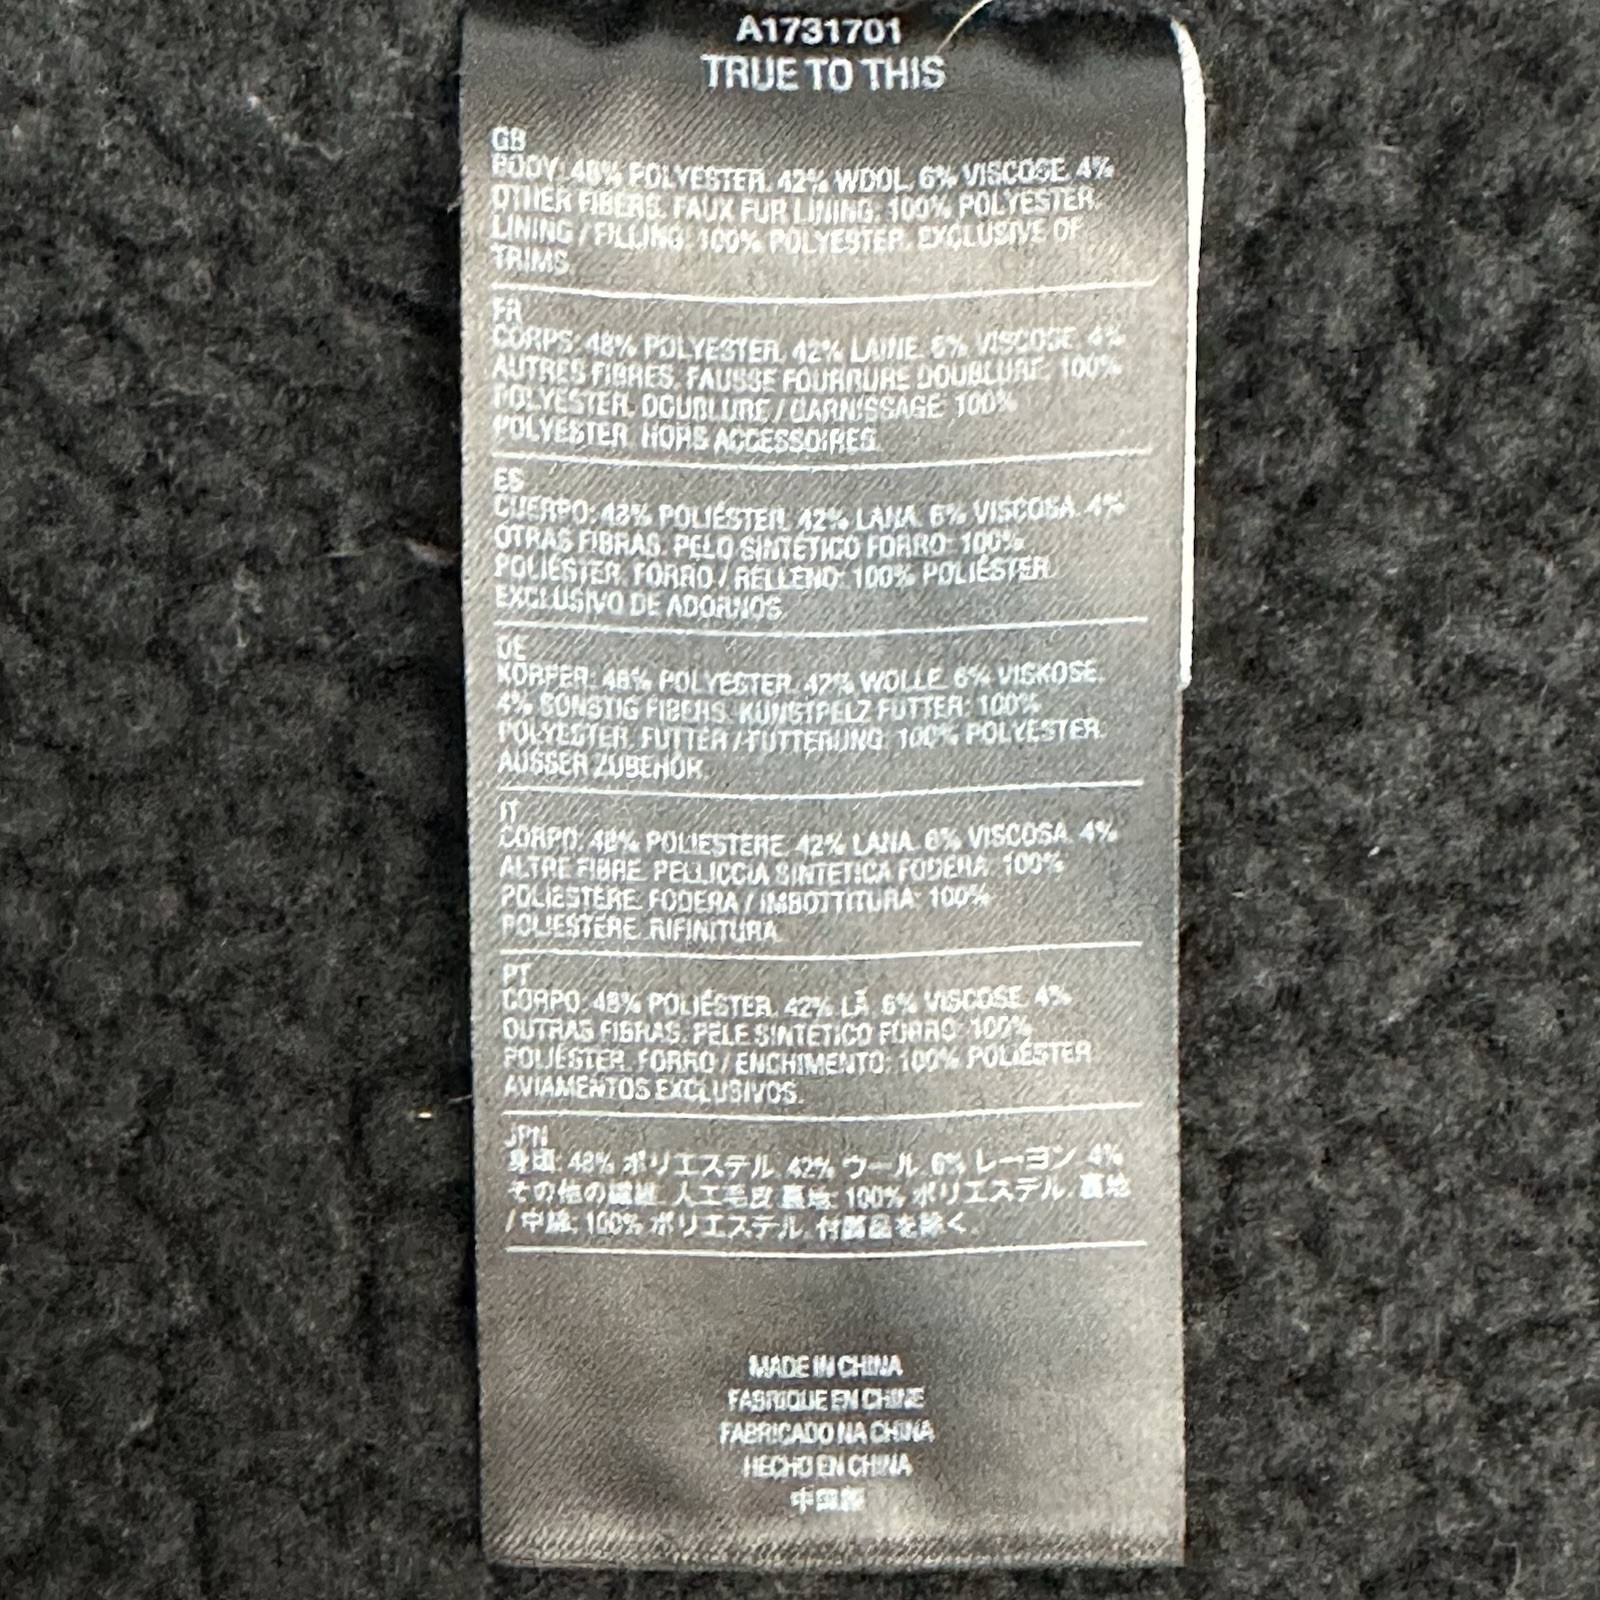 A1731701
TRUE TO THIS
GB
BODY: 48% POLYESTER. 42% WOOL. 6% VISCOSE. 4%
OTHER FIBERS. FAUX FUR LINING: 100% POLYESTER.
LINING / FILLING: 100% POLYESTER. EXCLUSIVE OF
TRIMS.
FR
CORPS: 48% POLYESTER. 42% LAINE. 6% VISCOSE. 4%
AUTRES FIBRES. FAUSSE FOURRURE DOUBLURE: 100%
POLYESTER. DOUBLURE / GARNISSAGE: 100%
POLYESTER. HORS ACCESSOIRES.
ES
CUERPO: 48% POLIÉSTER. 42% LANA. 6% VISCOSA. 4%
OTRAS FIBRAS. PELO SINTÉTICO FORRO: 100%
POLIÉSTER. FORRO / RELLENO: 100% POLIÉSTER.
EXCLUSIVO DE ADORNOS.
DE
KÖRPER: 48% POLYESTER. 42% WOLLE. 6% VISKOSE.
4% SONSTIG FIBERS. KUNSTPELZ FUTTER: 100%
POLYESTER. FUTTER / FÜTTERUNG: 100% POLYESTER.
AUSSER ZUBEHÖR.
IT
CORPO: 48% POLIESTERE. 42% LANA. 6% VISCOSA. 4%
ALTRE FIBRE. PELLICCIA SINTETICA FODERA: 100%
POLIESTERE. FODERA / IMBOTTITURA: 100%
POLIESTERE. RIFINITURA.
PT
CORPO: 48% POLIÉSTER. 42% LÃ. 6% VISCOSE. 4%
OUTRAS FIBRAS. PELE SINTÉTICO FORRO: 100%
POLIÉSTER. FORRO / ENCHIMENTO: 100% POLIÉSTER
AVIAMENTOS EXCLUSIVOS.
JPN
身頃: 48% ポリエステル. 42% ウール. 6% レーヨン. 4%
その他の繊維. 人工毛皮 裏地: 100% ポリエステル. 裏地
/ 中綿: 100% ポリエステル. 付属品を除く.
MADE IN CHINA
FABRIQUE EN CHINE
FABRICADO NA CHINA
HECHO EN CHINA
中国製